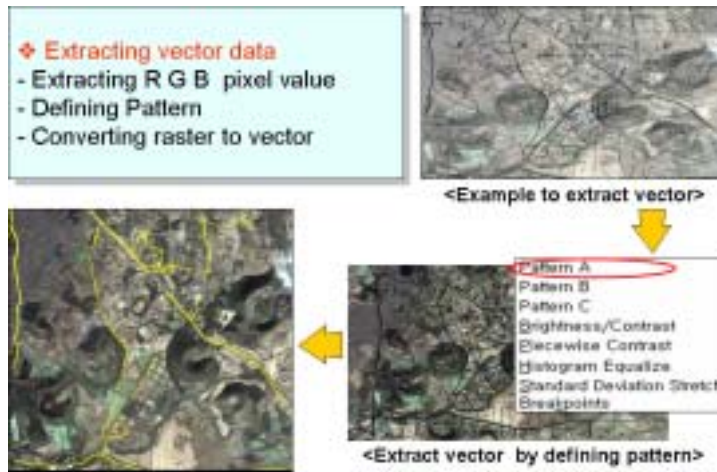 ❖ Extracting vector data
- Extracting R G B pixel value
- Defining Pattern
- Converting raster to vector
<Example to extract vector>
Pattern A
Pattern B
Pattern C
Brightness/Contrast
Piecewise Contrast
Histogram Equalize
Standard Deviation Stretch
Breakpoints
<Extract vector by defining pattern>